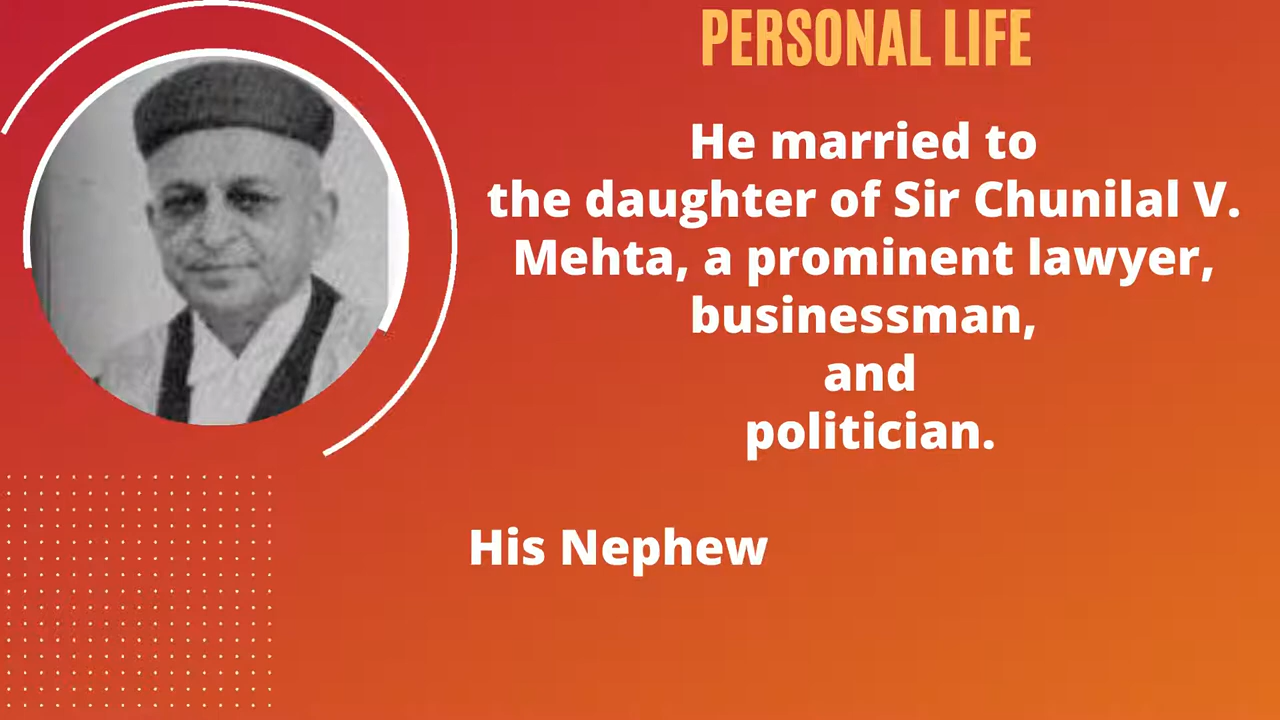 PERSONAL LIFE
He married to
the daughter of Sir Chunilal V.
Mehta, a prominent lawyer,
businessman,
and
politician.
His Nephew